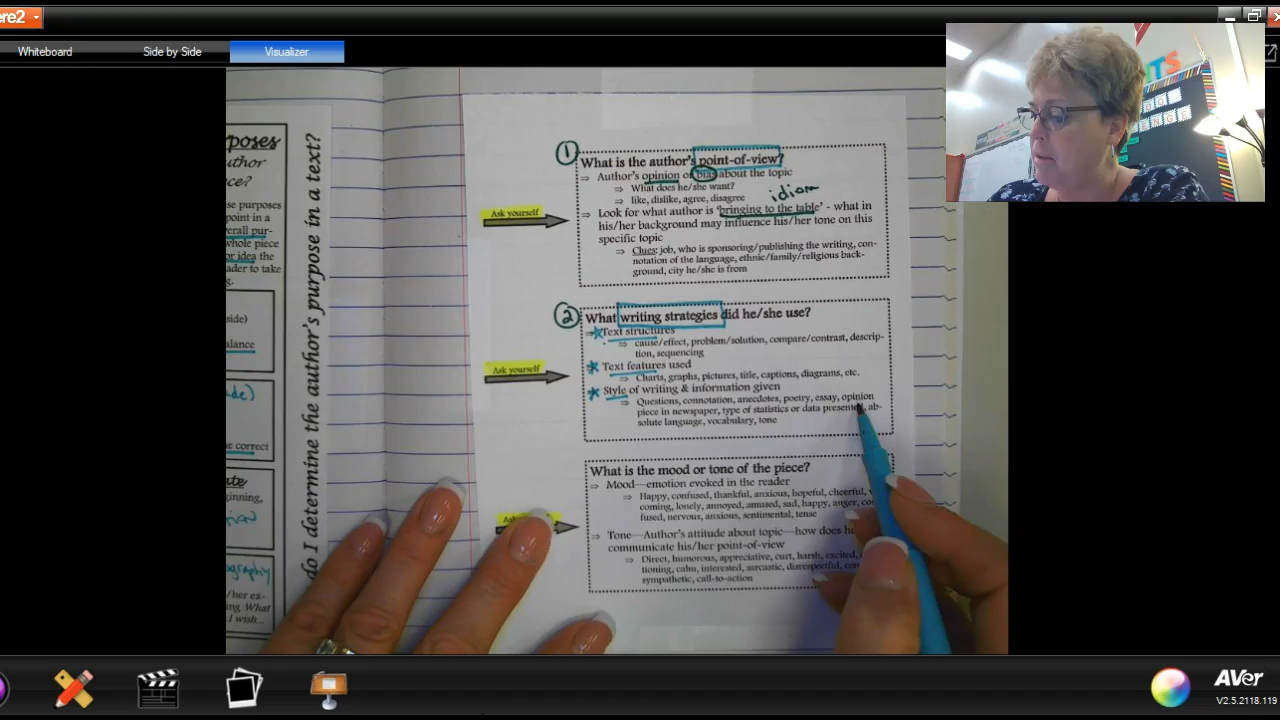 ere2
Whiteboard
Side by Side
Visualizer
TS
poses
uthor
ce?
se purposes
point in a
verall pur-
whole piece
or idea the
ader to take
g.
side)
alance
de)
e correct
ate
ginning,
ography
/her ex-
ng What
I wish...
do I determine the author's purpose in a text?
①
What is the author's point-of-view?
⇒ Author's opinion or bias about the topic
⇒ What does he/she want?
⇒ like, dislike, agree, disagree
idiom
Ask yourself
⇒ Look for what author is 'bringing to the table' - what in
his/her background may influence his/her tone on this
specific topic
⇒ Clues: job, who is sponsoring/publishing the writing, con-
notation of the language, ethnic/family/religious back-
ground, city he/she is from
②
What writing strategies did he/she use?
Text structures
⇒ cause/effect, problem/solution, compare/contrast, descrip-
tion, sequencing
Ask yourself
Text features used
⇒ Charts, graphs, pictures, title, captions, diagrams, etc.
Style of writing & information given
⇒ Questions, connotation, anecdotes, poetry, essay, opinion
piece in newspaper, type of statistics or data presented, ab-
solute language, vocabulary, tone
What is the mood or tone of the piece?
⇒ Mood—emotion evoked in the reader
⇒ Happy, confused, thankful, anxious, hopeful, cheerful,
coming, lonely, annoyed, amused, sad, happy, anger, con
fused, nervous, anxious, sentimental, tense
⇒ Tone—Author's attitude about topic—how does he
communicate his/her point-of-view
⇒ Direct, humorous, appreciative, curt, harsh, excited,
tioning, calm, interested, sarcastic, disrespectful,
sympathetic, call-to-action
AVer
V2.5.2118.119